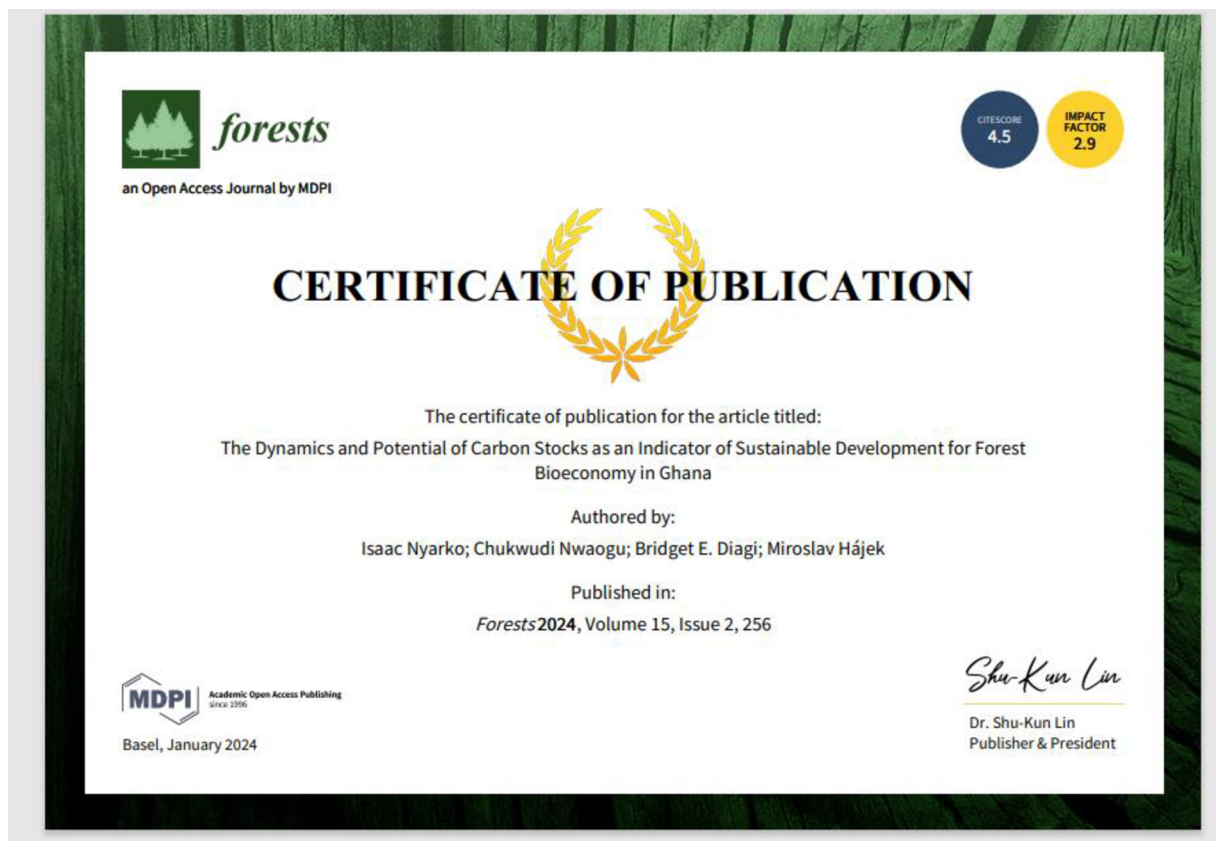 forests
an Open Access Journal by MDPI
CITESCORE
4.5
IMPACT
FACTOR
2.9
CERTIFICATE OF PUBLICATION
The certificate of publication for the article titled:
The Dynamics and Potential of Carbon Stocks as an Indicator of Sustainable Development for Forest
Bioeconomy in Ghana
Authored by:
Isaac Nyarko; Chukwudi Nwaogu; Bridget E. Diagi; Miroslav Hájek
Published in:
Forests 2024, Volume 15, Issue 2, 256
MDPI
Academic Open Access Publishing
since 1996
Basel, January 2024
Shu-Kun Lin
Dr. Shu-Kun Lin
Publisher & President